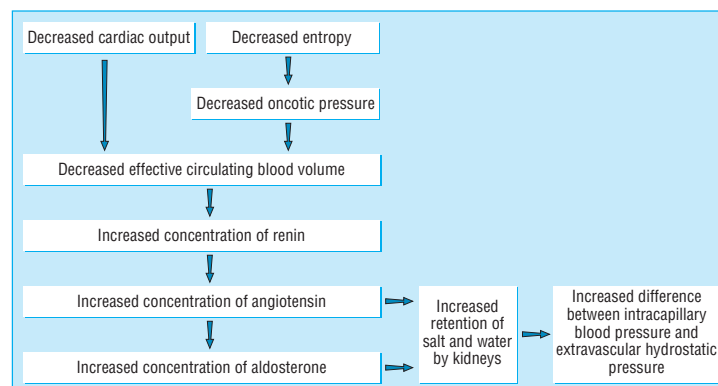 Decreased cardiac output
Decreased entropy
Decreased oncotic pressure
Decreased effective circulating blood volume
Increased concentration of renin
Increased concentration of angiotensin
Increased concentration of aldosterone
Increased
retention of
salt and water
by kidneys
Increased difference
between intracapillary
blood pressure and
extravascular hydrostatic
pressure